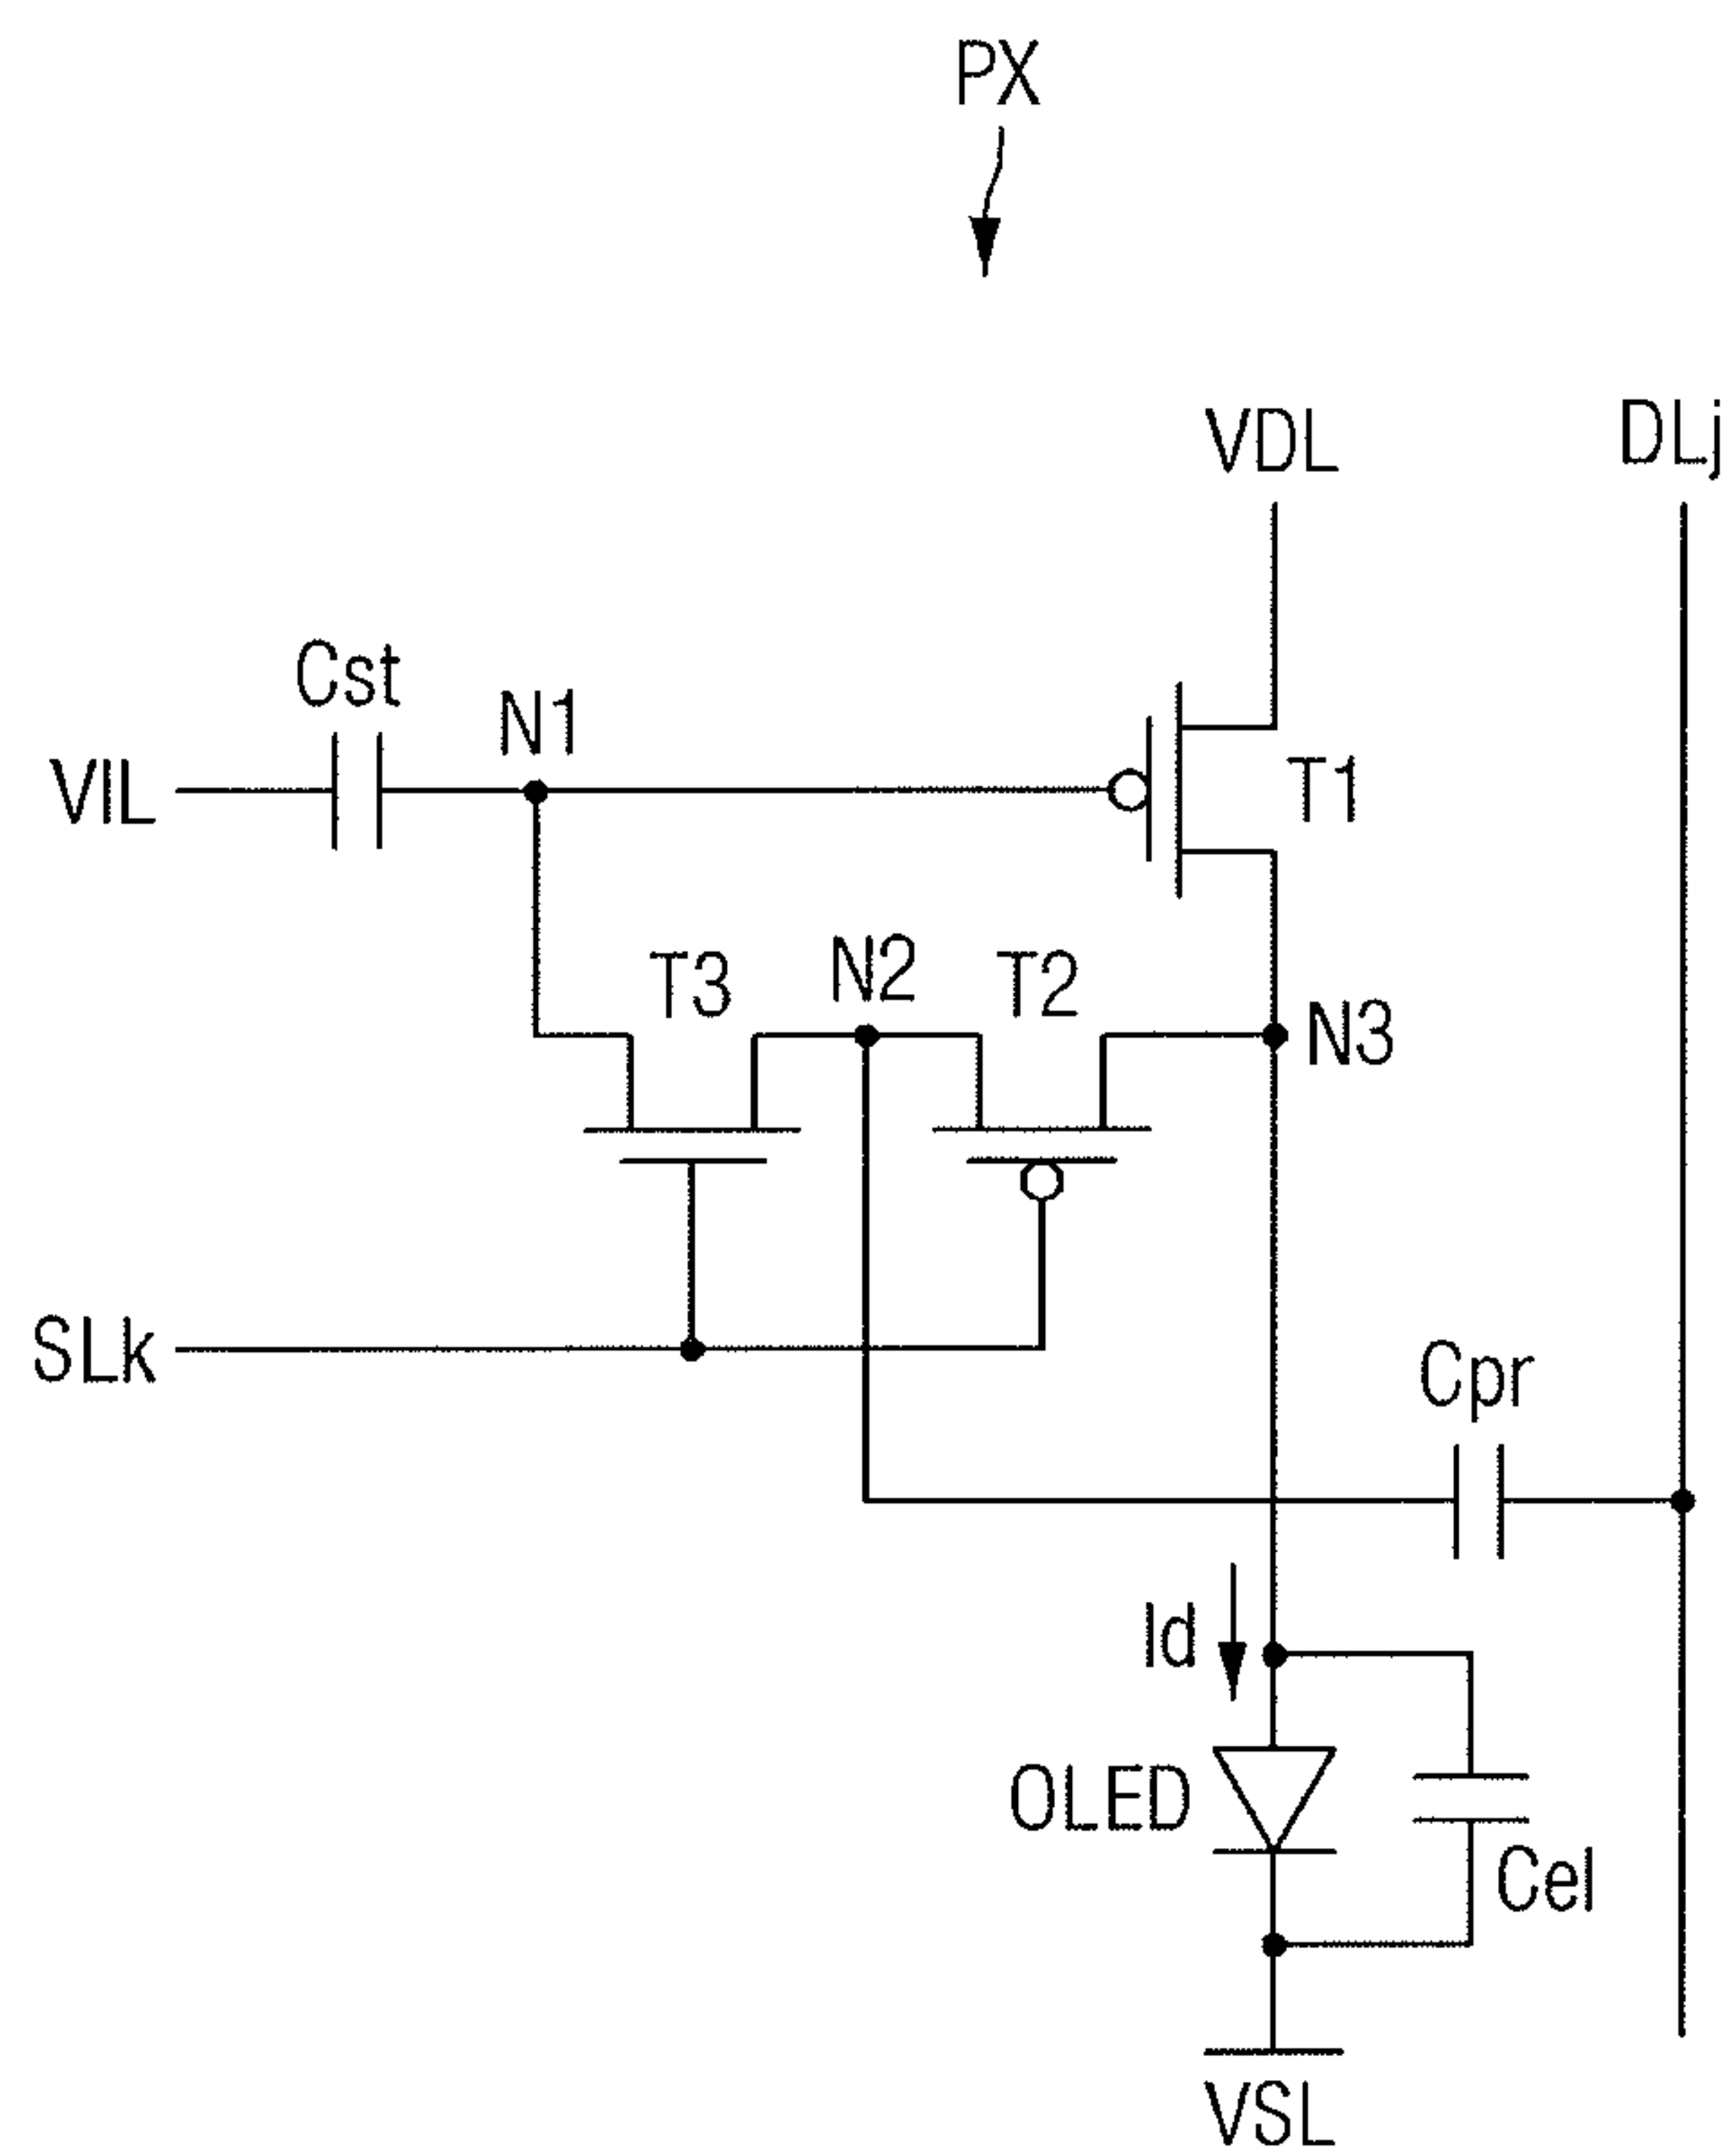 PX
VDL
DLj
Cst
N1
VIL
T1
T3
N2
T2
N3
SLk
Cpr
Id
OLED
Cel
VSL